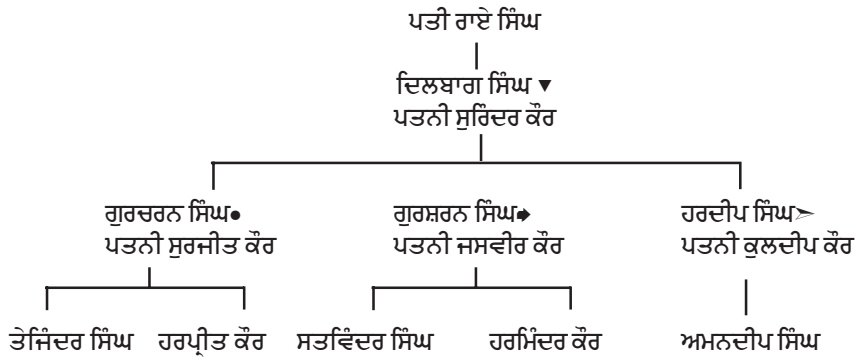 ਪਤੀ ਰਾਏ ਸਿੰਘ
ਦਿਲਬਾਗ ਸਿੰਘ ▼
ਪਤਨੀ ਸੁਰਿੰਦਰ ਕੌਰ
ਗੁਰਚਰਨ ਸਿੰਘ● ਗੁਰਸ਼ਰਨ ਸਿੰਘ➧ ਹਰਦੀਪ ਸਿੰਘ➣
ਪਤਨੀ ਸੁਰਜੀਤ ਕੌਰ ਪਤਨੀ ਜਸਵੀਰ ਕੌਰ ਪਤਨੀ ਕੁਲਦੀਪ ਕੌਰ
ਤੇਜਿੰਦਰ ਸਿੰਘ ਹਰਪ੍ਰੀਤ ਕੌਰ ਸਤਵਿੰਦਰ ਸਿੰਘ ਹਰਮਿੰਦਰ ਕੌਰ ਅਮਨਦੀਪ ਸਿੰਘ